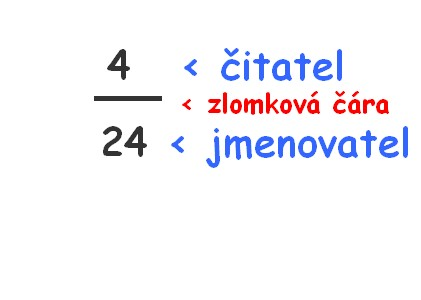 4 < čitatel
< zlomková čára
24 < jmenovatel